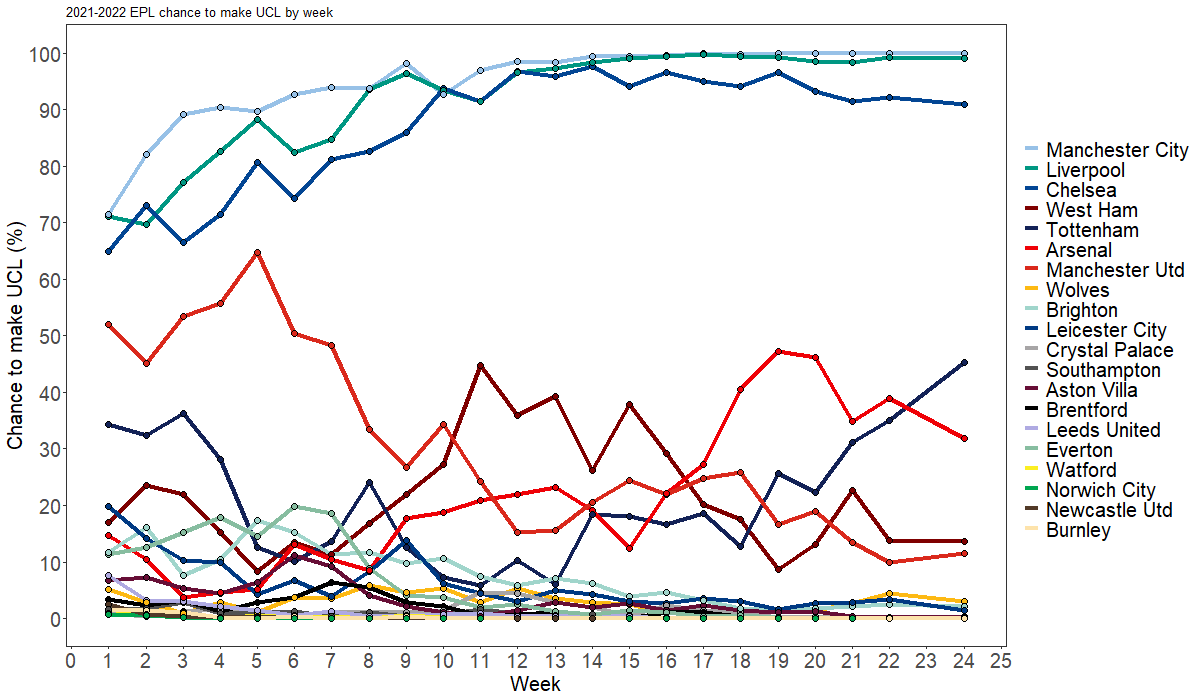 2021-2022 EPL chance to make UCL by week
Chance to make UCL (%)
100
90
80
70
60
50
40
30
20
10
0
0 1 2 3 4 5 6 7 8 9 10 11 12 13 14 15 16 17 18 19 20 21 22 23 24 25
Week
Manchester City
Liverpool
Chelsea
West Ham
Tottenham
Arsenal
Manchester Utd
Wolves
Brighton
Leicester City
Crystal Palace
Southampton
Aston Villa
Brentford
Leeds United
Everton
Watford
Norwich City
Newcastle Utd
Burnley